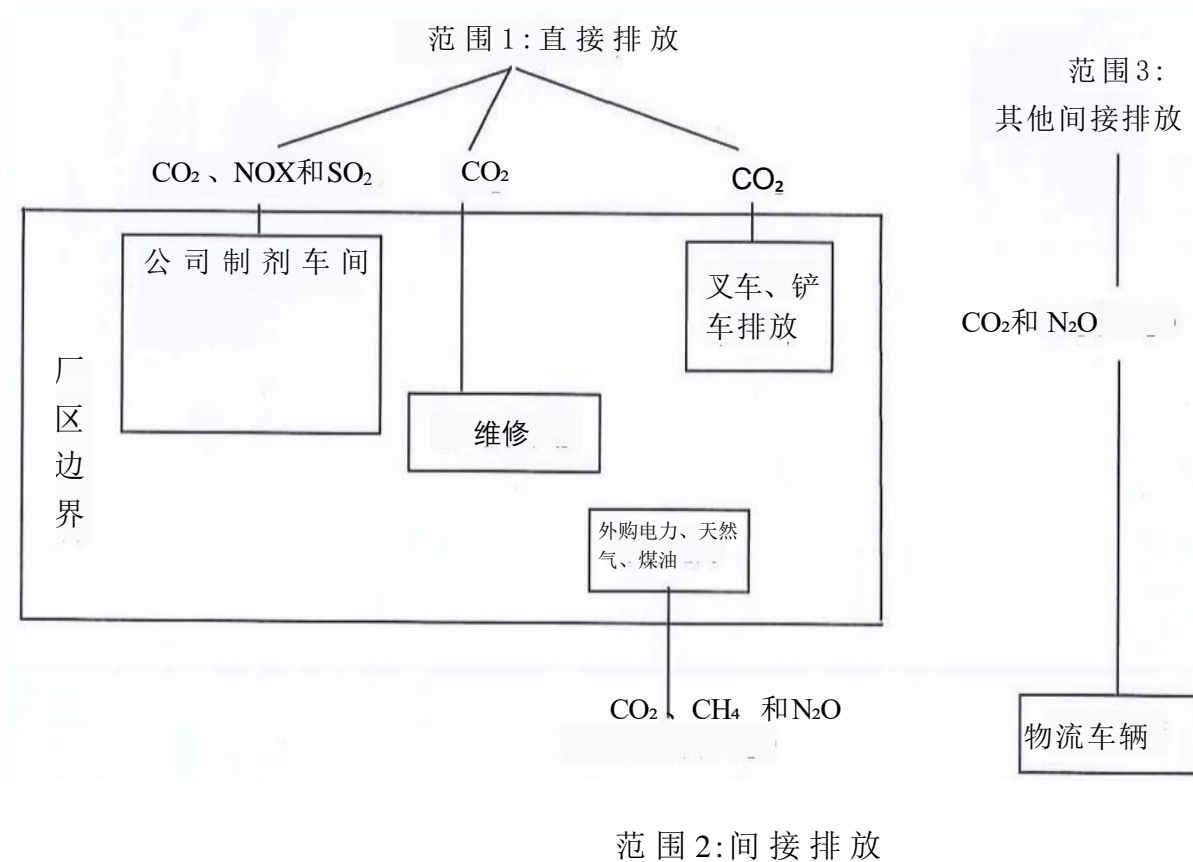 范围1:直接排放
范围3:
其他间接排放
CO₂、NOX和SO₂
CO₂
CO₂
公司制剂车间
叉车、铲
车排放
CO₂和 N₂O
厂
区
边
界
维修
外购电力、天然
气、煤油
CO₂、CH₄ 和N₂O
物流车辆
范围2:间接排放